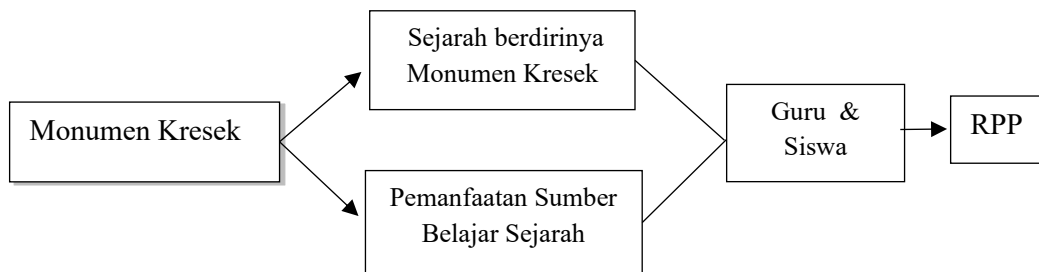 Monumen Kresek
Sejarah berdirinya
Monumen Kresek
Pemanfaatan Sumber
Belajar Sejarah
Guru &
Siswa
RPP